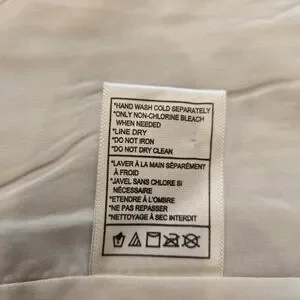 *HAND WASH COLD SEPARATELY
*ONLY NON-CHLORINE BLEACH
WHEN NEEDED
*LINE DRY
*DO NOT IRON
*DO NOT DRY CLEAN
*LAVER À LA MAIN SÉPARÉMENT
À FROID
*JAVEL SANS CHLORE SI
NÉCESSAIRE
*ETENDRE À L'OMBRE
*NE PAS REPASSER
*NETTOYAGE À SEC INTERDIT